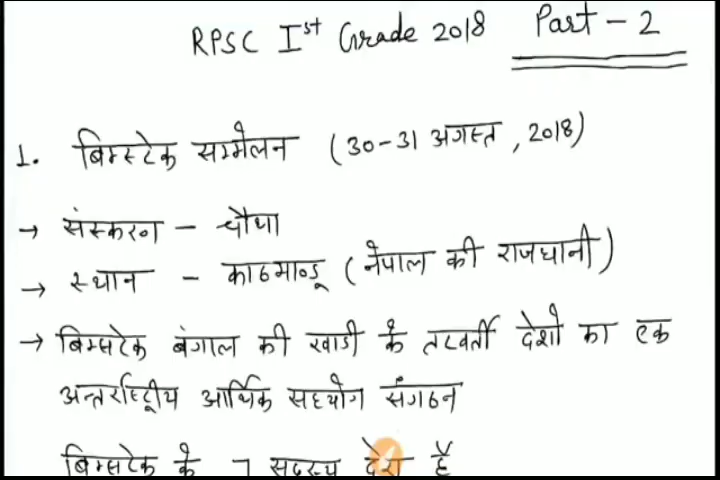 RPSC Ist Grade 2018 Part - 2
1. बिम्स्टेक सम्मेलन (30-31 अगस्त, 2018)
→ संस्करण - चौथा
→ स्थान - काठमाण्डू (नेपाल की राजधानी)
→ बिम्सटेक बंगाल की खाडी के तटवर्ती देशो का एक
अन्तर्राष्ट्रीय आर्थिक सहयोग संगठन
बिम्सटेक के 7 सदस्य देश हैं